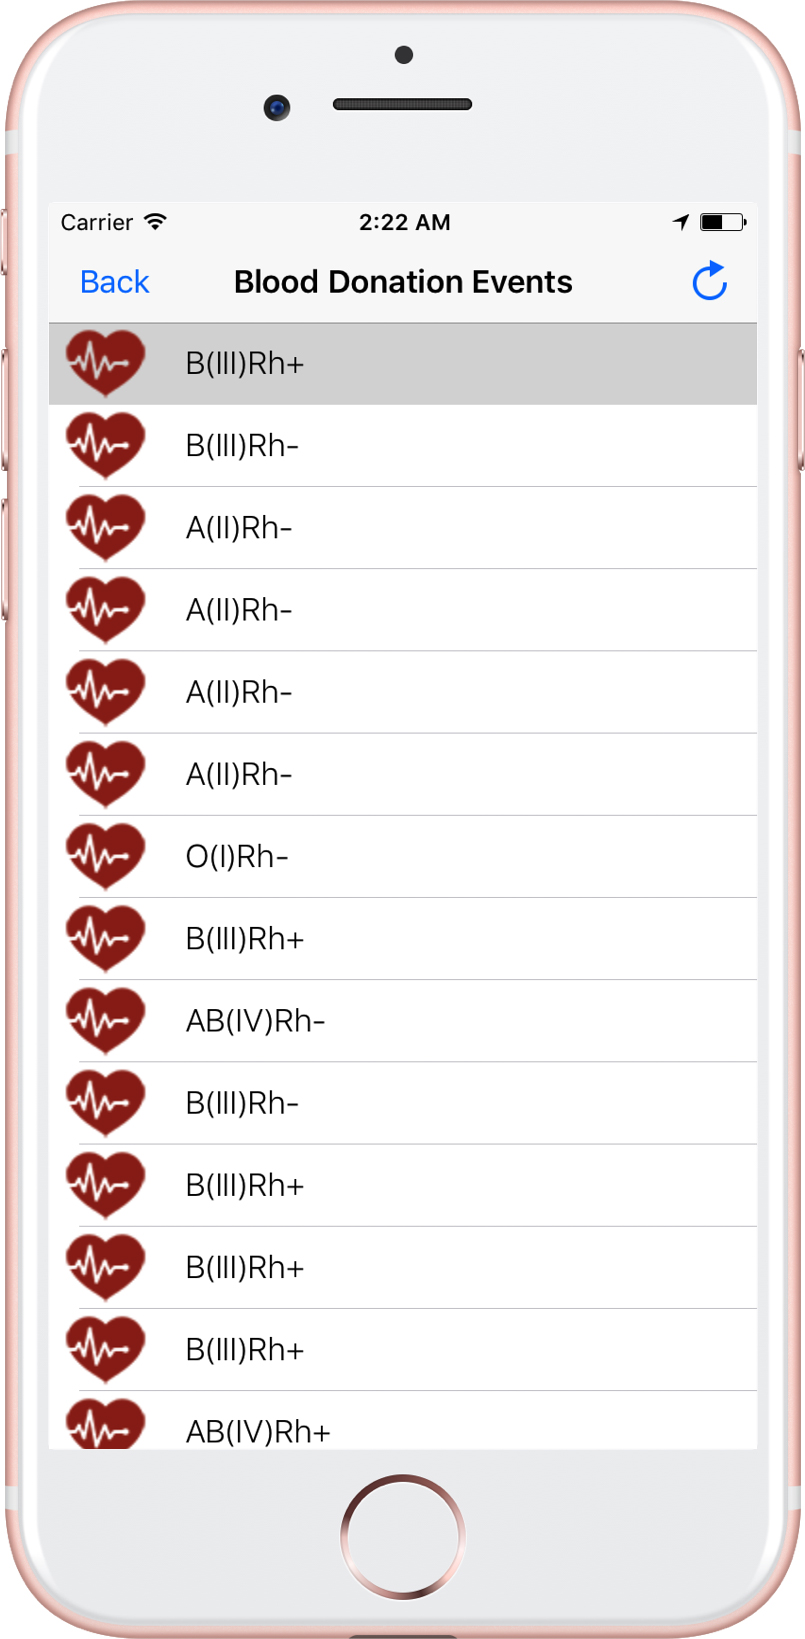 Carrier 2:22 AM
Back Blood Donation Events
B(III)Rh+
B(III)Rh-
A(II)Rh-
A(II)Rh-
A(II)Rh-
A(II)Rh-
O(I)Rh-
B(III)Rh+
AB(IV)Rh-
B(III)Rh-
B(III)Rh+
B(III)Rh+
B(III)Rh+
AB(IV)Rh+